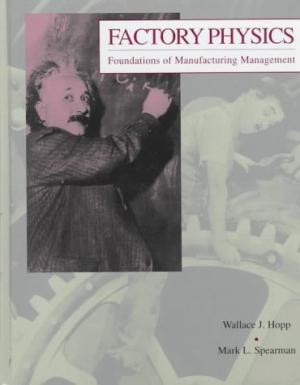 FACTORY PHYSICS
Foundations of Manufacturing Management
Wallace J. Hopp
•
Mark L. Spearman